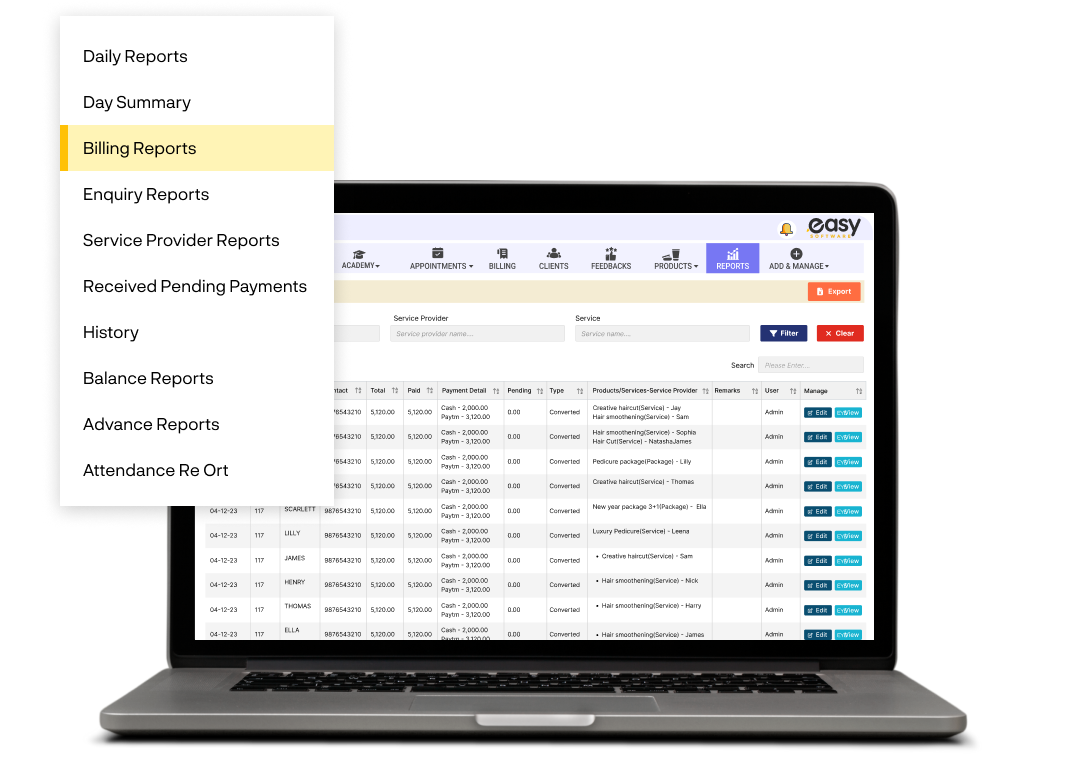 Daily Reports
Day Summary
Billing Reports
Enquiry Reports
Service Provider Reports
Received Pending Payments
History
Balance Reports
Advance Reports
Attendance Re Ort
easy
SOFTWARE
ACADEMY APPOINTMENTS BILLING CLIENTS FEEDBACKS PRODUCTS REPORTS ADD & MANAGE
Export
Service Provider Service
Service provider name.... Service name.... Filter Clear
Search Please Enter....
Total Paid Payment Detail Pending Type Products/Services-Service Provider Remarks User Manage
5,120.00 5,120.00 Cash - 2,000.00 0.00 Converted Creative haircut(Service) - Jay Admin Edit View
Paytm - 3,120.00 Hair smoothening(Service) - Sam
5,120.00 5,120.00 Cash - 2,000.00 0.00 Converted Hair smoothening(Service) - Sophia Admin Edit View
Paytm - 3,120.00 Hair Cut(Service) - NatashaJames
5,120.00 5,120.00 Cash - 2,000.00 0.00 Converted Pedicure package(Package) - Lilly Admin Edit View
Paytm - 3,120.00
5,120.00 5,120.00 Cash - 2,000.00 0.00 Converted Creative haircut(Service) - Thomas Admin Edit View
Paytm - 3,120.00
04-12-23 117 SCARLETT 9876543210 5,120.00 5,120.00 Cash - 2,000.00 0.00 Converted New year package 3+1(Package) - Ella Admin Edit View
Paytm - 3,120.00
04-12-23 117 LILLY 9876543210 5,120.00 5,120.00 Cash - 2,000.00 0.00 Converted Luxury Pedicure(Service) - Leena Admin Edit View
Paytm - 3,120.00
04-12-23 117 JAMES 9876543210 5,120.00 5,120.00 Cash - 2,000.00 0.00 Converted • Creative haircut(Service) - Sam Admin Edit View
Paytm - 3,120.00
04-12-23 117 HENRY 9876543210 5,120.00 5,120.00 Cash - 2,000.00 0.00 Converted • Hair smoothening(Service) - Nick Admin Edit View
Paytm - 3,120.00
04-12-23 117 THOMAS 9876543210 5,120.00 5,120.00 Cash - 2,000.00 0.00 Converted • Hair smoothening(Service) - Harry Admin Edit View
Paytm - 3,120.00
04-12-23 117 ELLA 9876543210 5,120.00 5,120.00 Cash - 2,000.00 0.00 Converted • Hair smoothening(Service) - James Admin Edit View
Paytm - 3,120.00